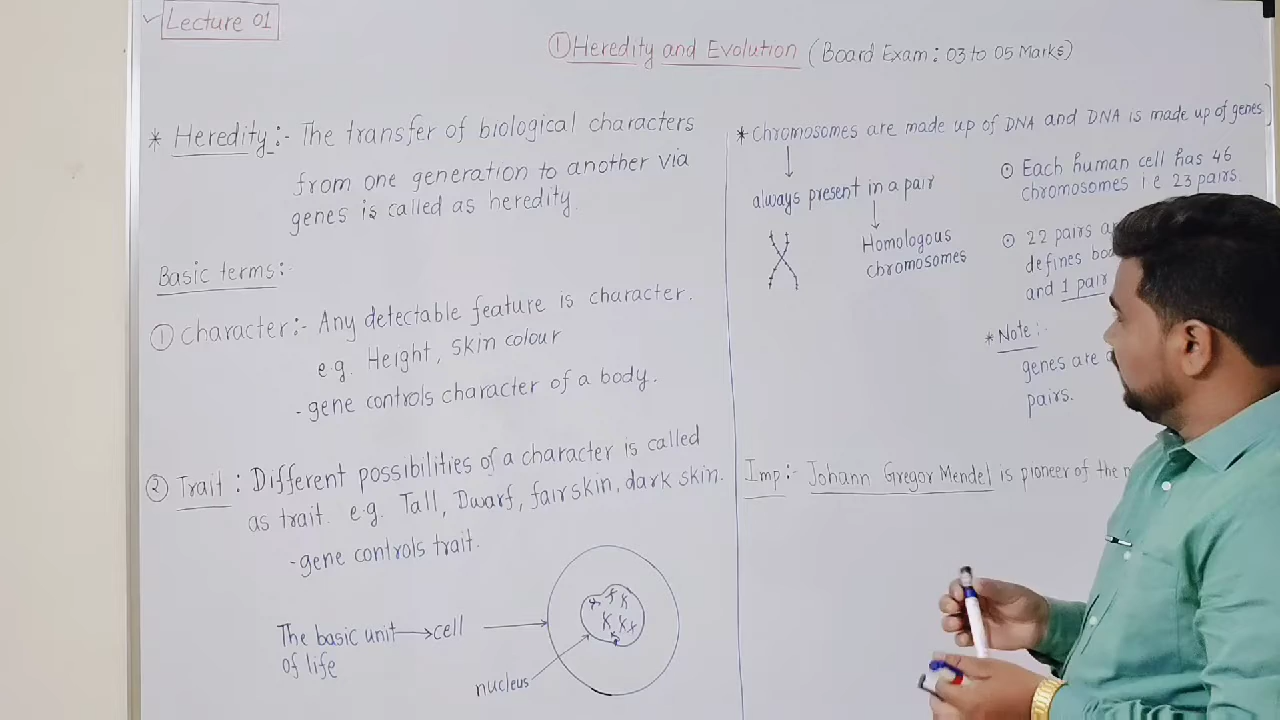 Lecture 01
① Heredity and Evolution (Board Exam: 03 to 05 Marks)
* Heredity:- The transfer of biological characters
from one generation to another via
genes is called as heredity.
Basic terms:-
① Character:- Any detectable feature is character.
e.g. Height, skin colour
- gene controls character of a body.
② Trait: Different possibilities of a character is called
as trait. e.g. Tall, Dwarf, fair skin, dark skin.
- gene controls trait.
The basic unit → cell
of life
nucleus
* Chromosomes are made up of DNA and DNA is made up of genes
always present in a pair
Homologous
chromosomes
⊙ Each human cell has 46
chromosomes i.e 23 pairs.
⊙ 22 pairs
defines
and 1 pair
* Note:-
genes are
pairs.
Imp:- Johann Gregor Mendel is pioneer of the